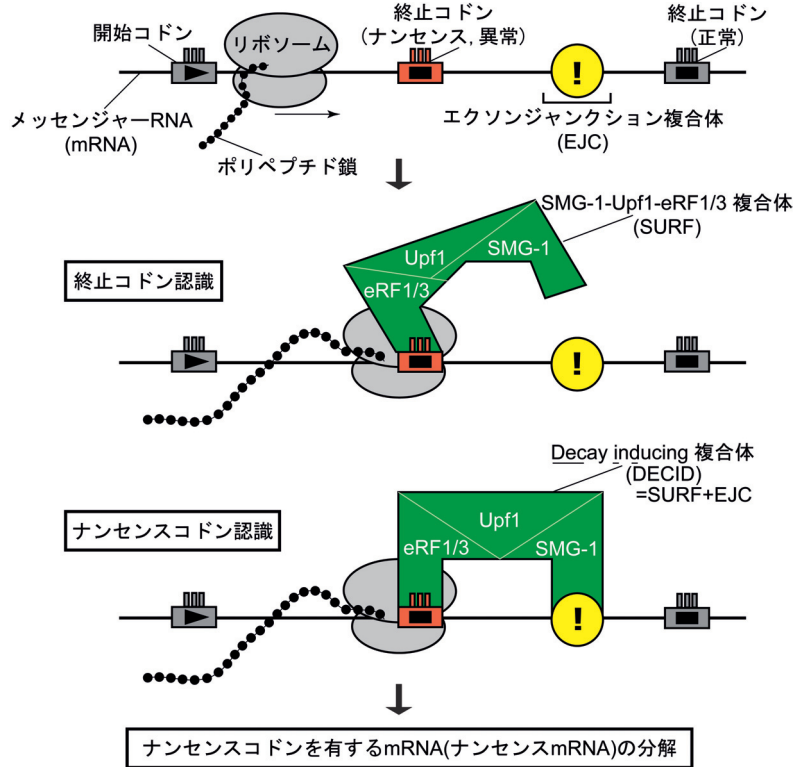 開始コドン
リボソーム
終止コドン
(ナンセンス, 異常)
終止コドン
(正常)
!
メッセンジャーRNA
(mRNA)
ポリペプチド鎖
エクソンジャンクション複合体
(EJC)
SMG-1-Upf1-eRF1/3 複合体
(SURF)
Upf1
SMG-1
eRF1/3
終止コドン認識
!
Decay inducing 複合体
(DECID)
=SURF+EJC
ナンセンスコドン認識
Upf1
eRF1/3
SMG-1
!
ナンセンスコドンを有するmRNA(ナンセンスmRNA)の分解